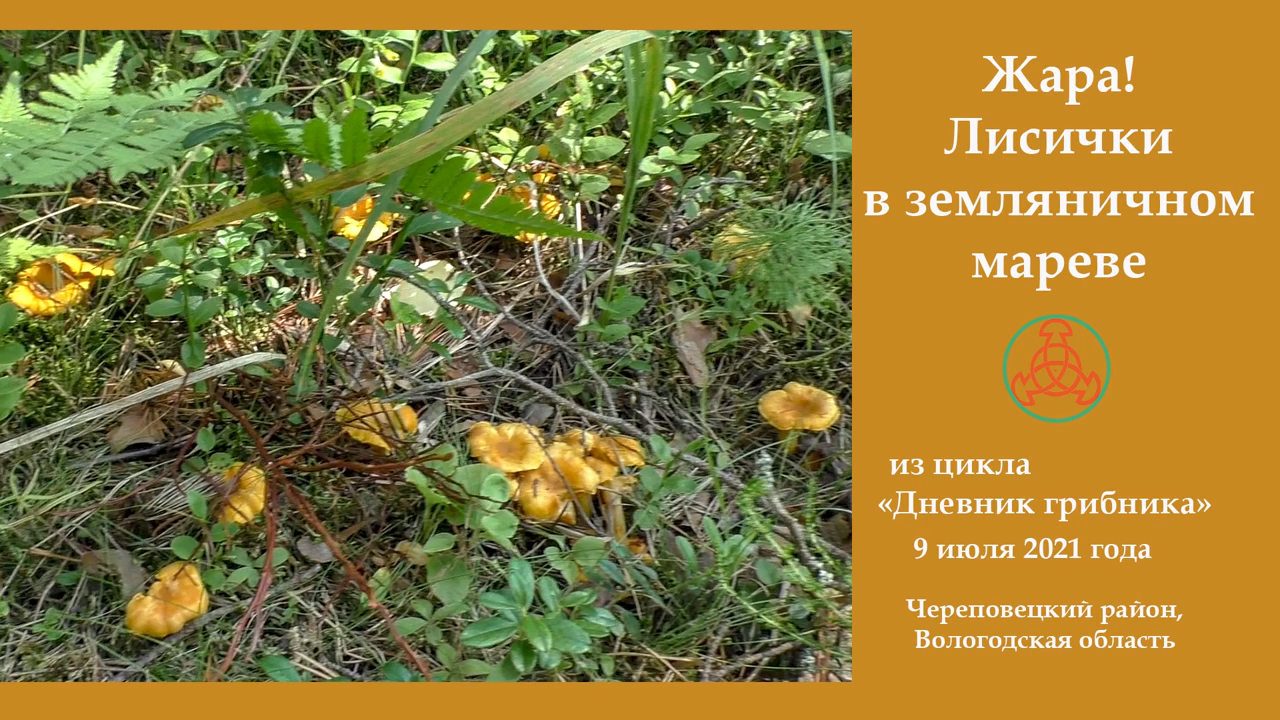 Жара!
Лисички
в земляничном
мареве
из цикла
«Дневник грибника»
9 июля 2021 года
Череповецкий район,
Вологодская область